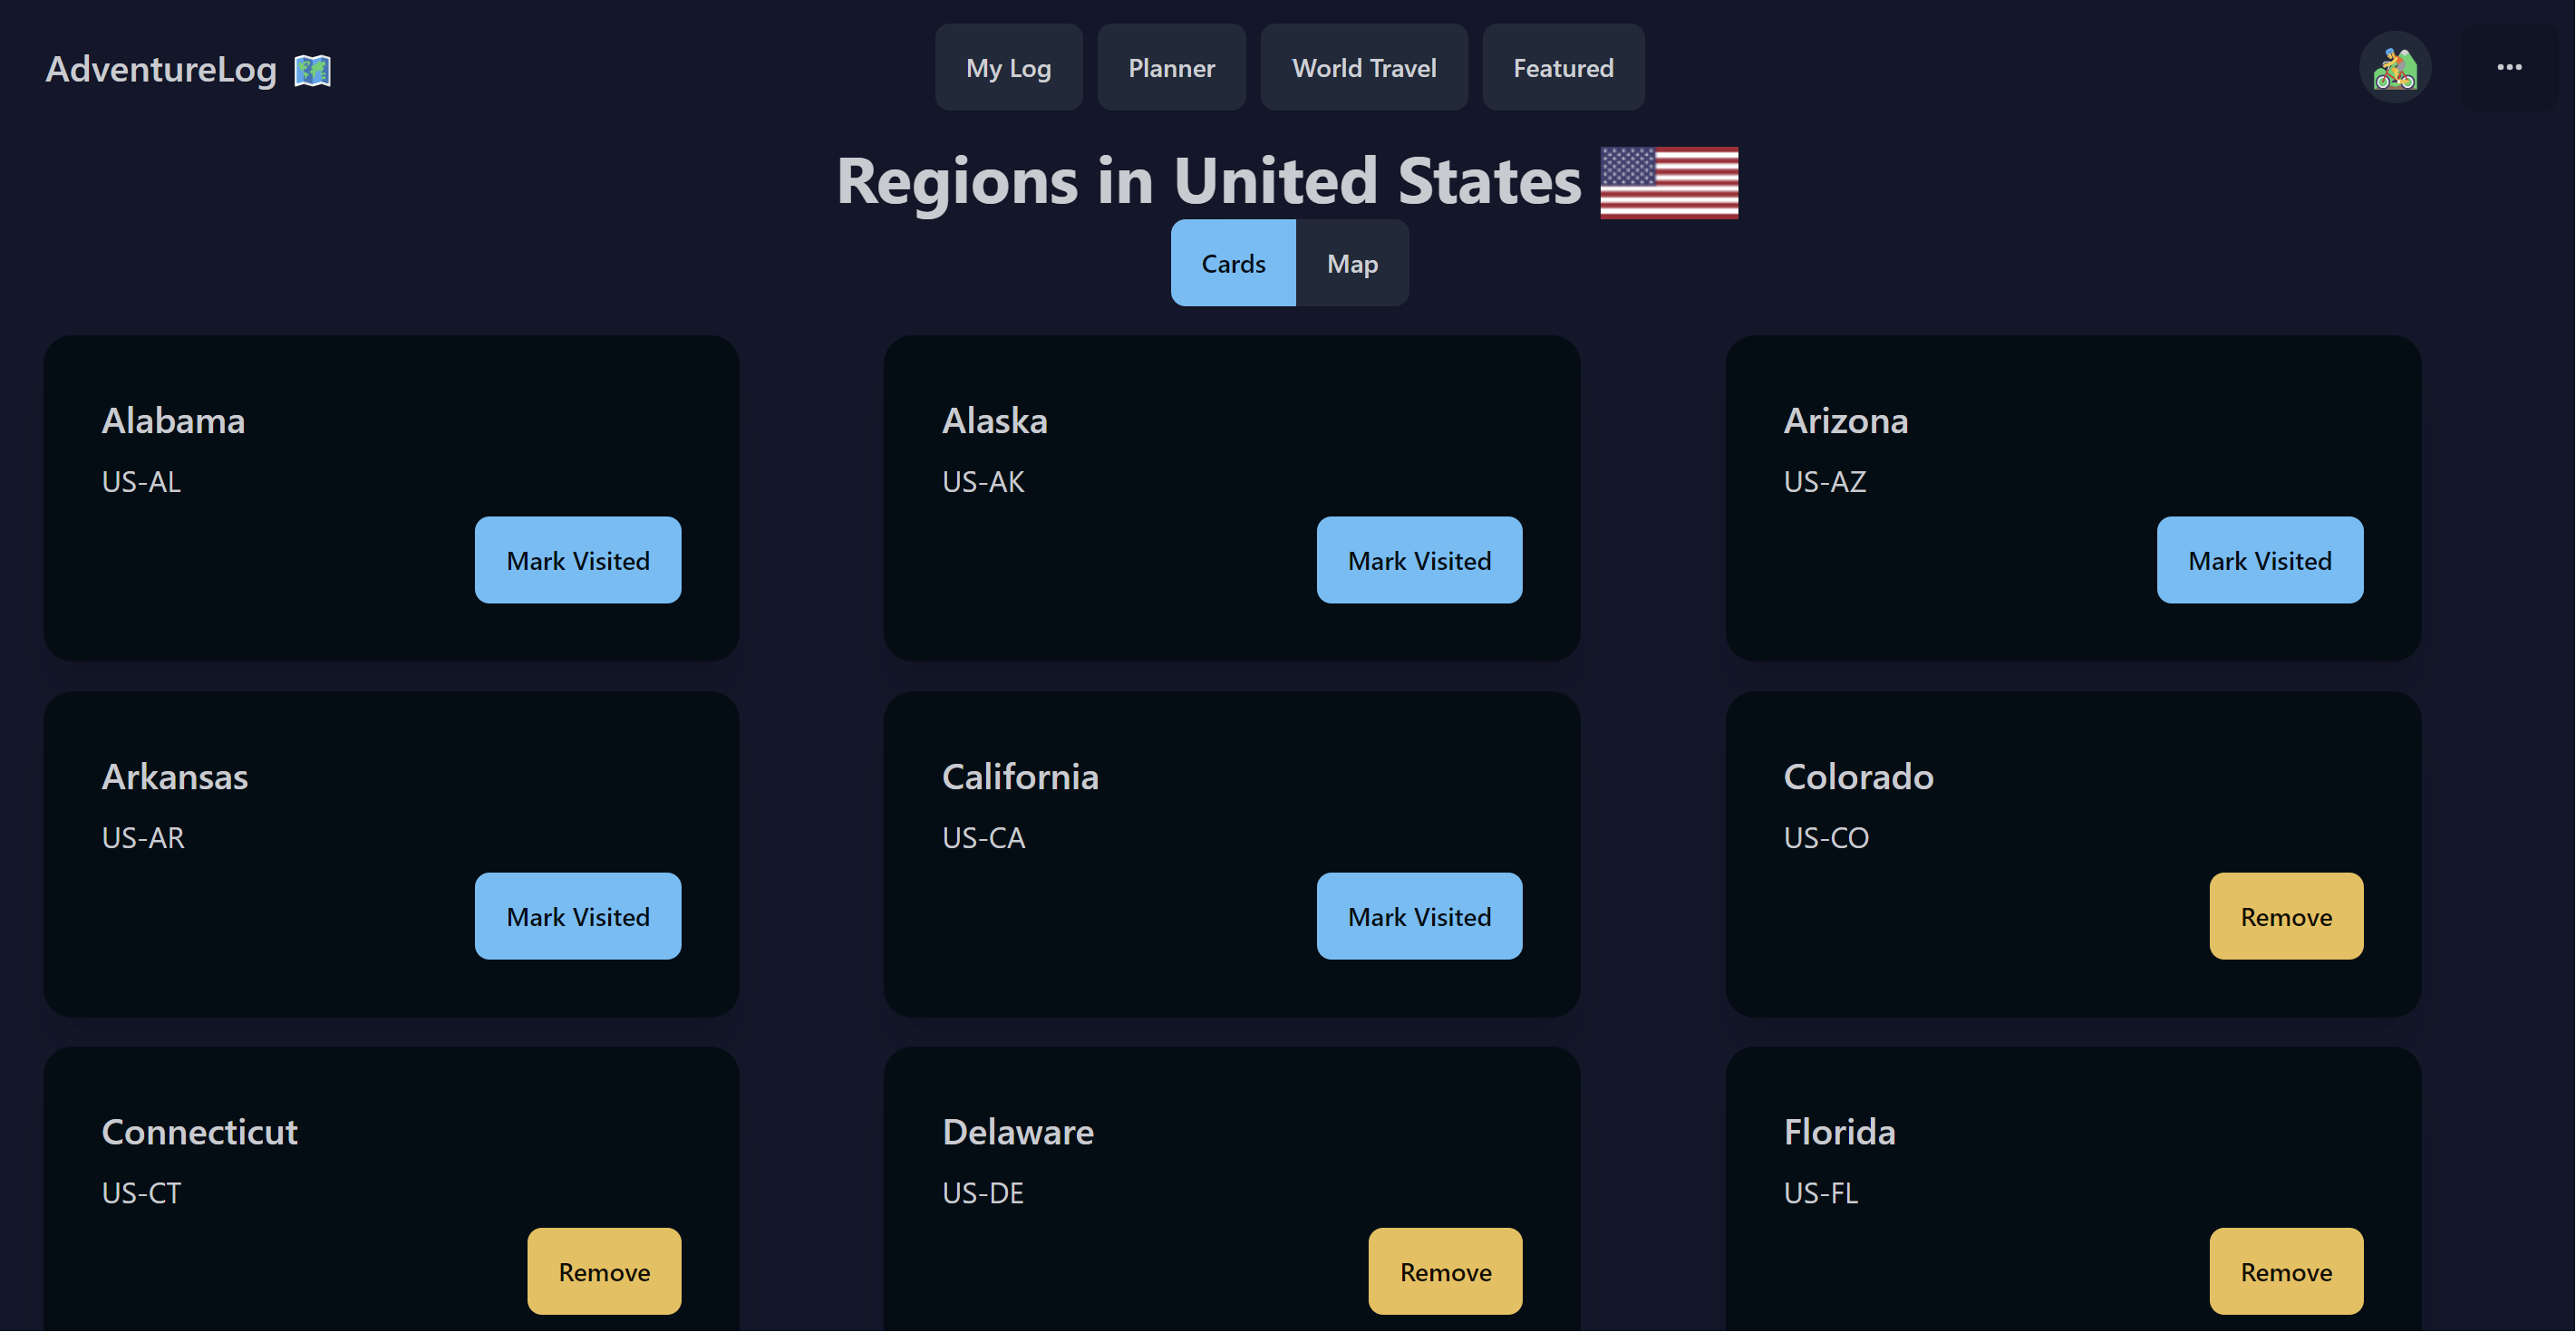 AdventureLog
My Log
Planner
World Travel
Featured
Regions in United States
Cards
Map
Alabama
US-AL
Mark Visited
Alaska
US-AK
Mark Visited
Arizona
US-AZ
Mark Visited
Arkansas
US-AR
Mark Visited
California
US-CA
Mark Visited
Colorado
US-CO
Remove
Connecticut
US-CT
Remove
Delaware
US-DE
Remove
Florida
US-FL
Remove